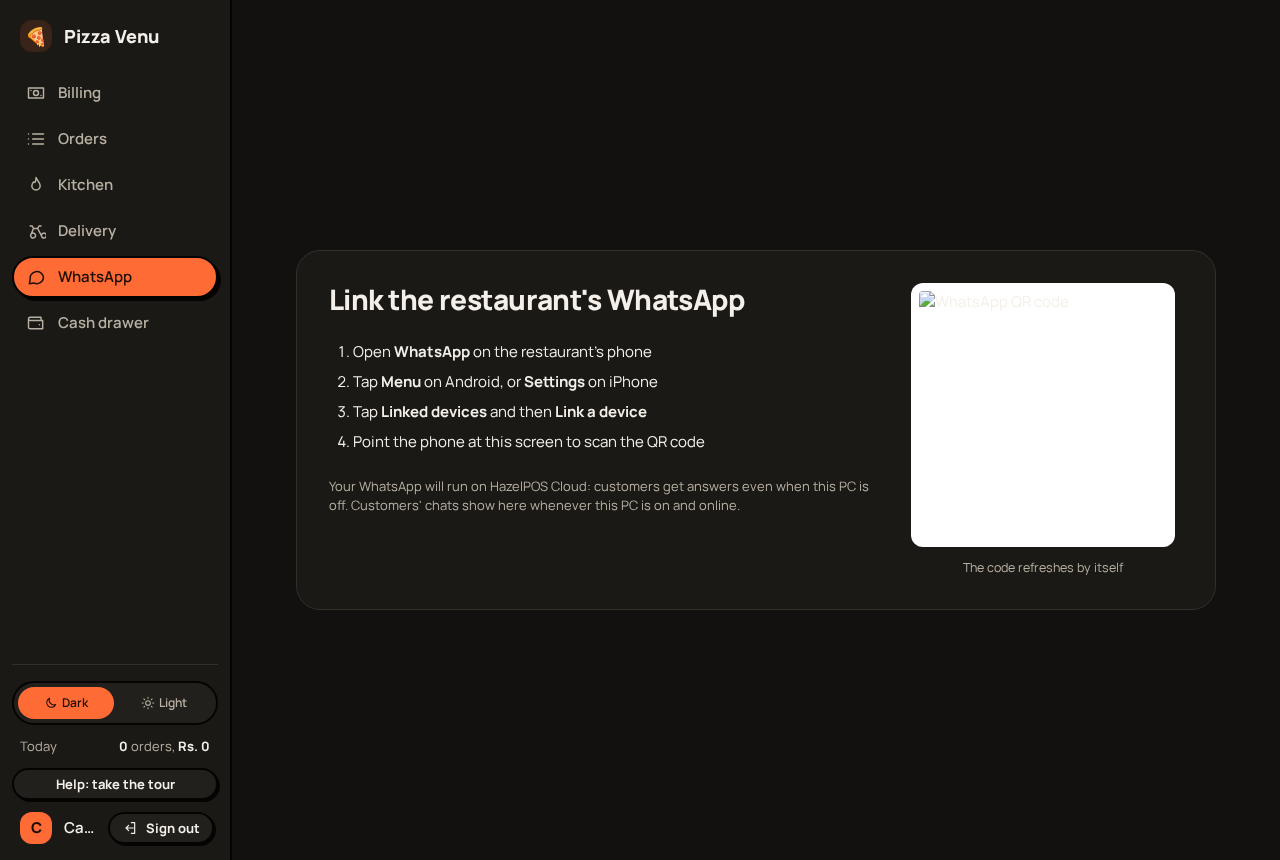 Pizza Venu
Billing
Orders
Kitchen
Delivery
WhatsApp
Cash drawer
Dark
Light
Today 0 orders, Rs. 0
Help: take the tour
C Ca... Sign out
Link the restaurant's WhatsApp
1. Open WhatsApp on the restaurant's phone
2. Tap Menu on Android, or Settings on iPhone
3. Tap Linked devices and then Link a device
4. Point the phone at this screen to scan the QR code
Your WhatsApp will run on HazelPOS Cloud: customers get answers even when this PC is
off. Customers' chats show here whenever this PC is on and online.
WhatsApp QR code
The code refreshes by itself